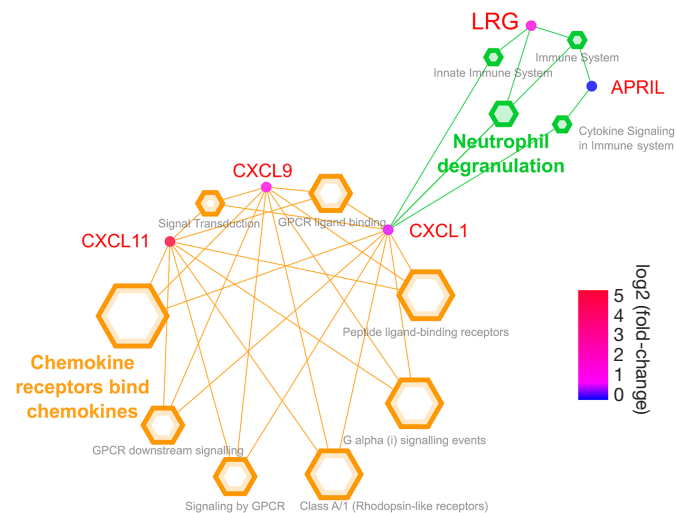 LRG
Immune System
Innate Immune System
APRIL
Cytokine Signaling
in Immune system
Neutrophil
degranulation
CXCL9
Signal Transduction
GPCR ligand binding
CXCL11
CXCL1
Peptide ligand-binding receptors
Chemokine
receptors bind
chemokines
GPCR downstream signalling
G alpha (i) signalling events
Signaling by GPCR
Class A/1 (Rhodopsin-like receptors)
5
4
3
2
1
0
log2 (fold-change)